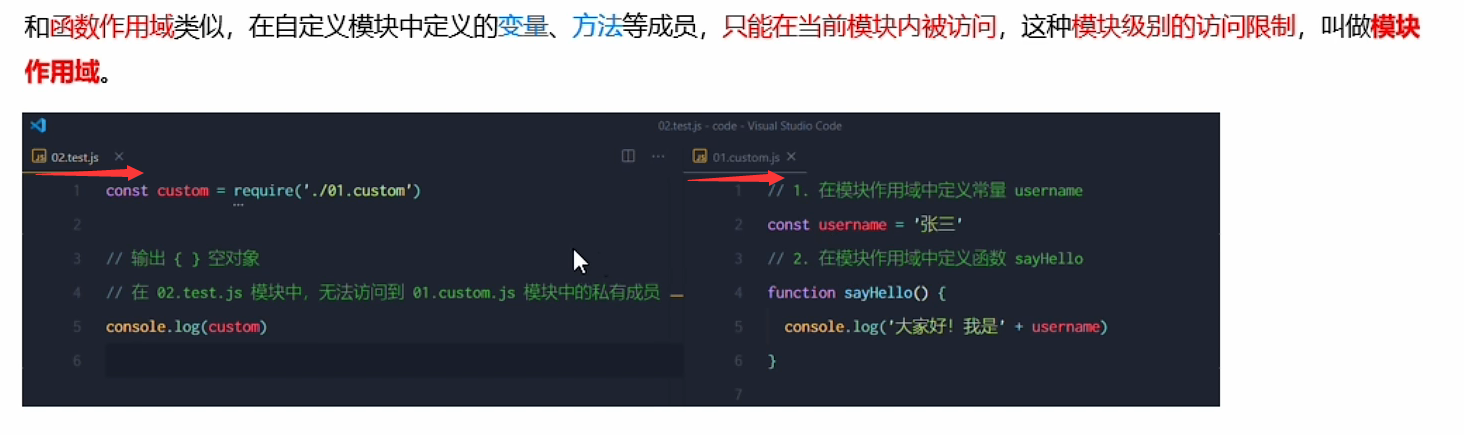 和函数作用域类似，在自定义模块中定义的变量、方法等成员，只能在当前模块内被访问，这种模块级别的访问限制，叫做模块
作用域。
02.test.js - code - Visual Studio Code
JS 02.test.js ×
1 const custom = require('./01.custom')
2
3 // 输出 { } 空对象
4 // 在 02.test.js 模块中，无法访问到 01.custom.js 模块中的私有成员
5 console.log(custom)
6
JS 01.custom.js ×
1 // 1. 在模块作用域中定义常量 username
2 const username = '张三'
3 // 2. 在模块作用域中定义函数 sayHello
4 function sayHello() {
5 console.log('大家好! 我是' + username)
6 }
7